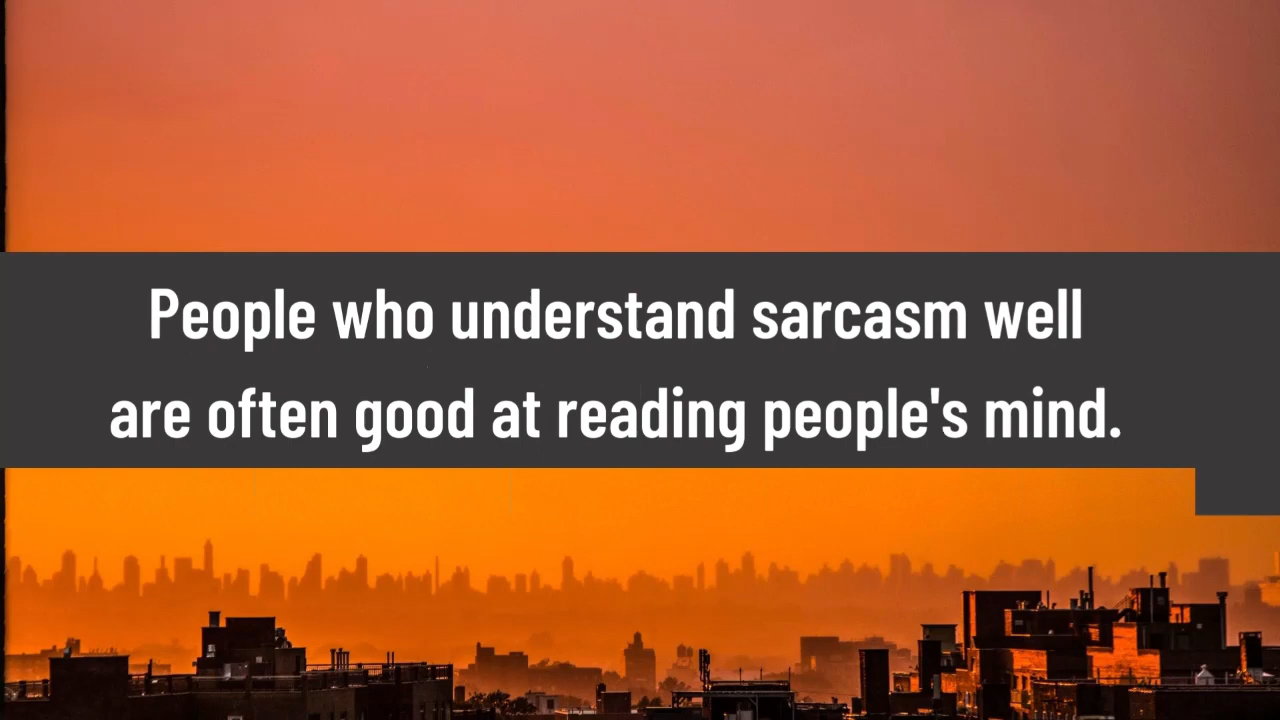 People who understand sarcasm well
are often good at reading people's mind.